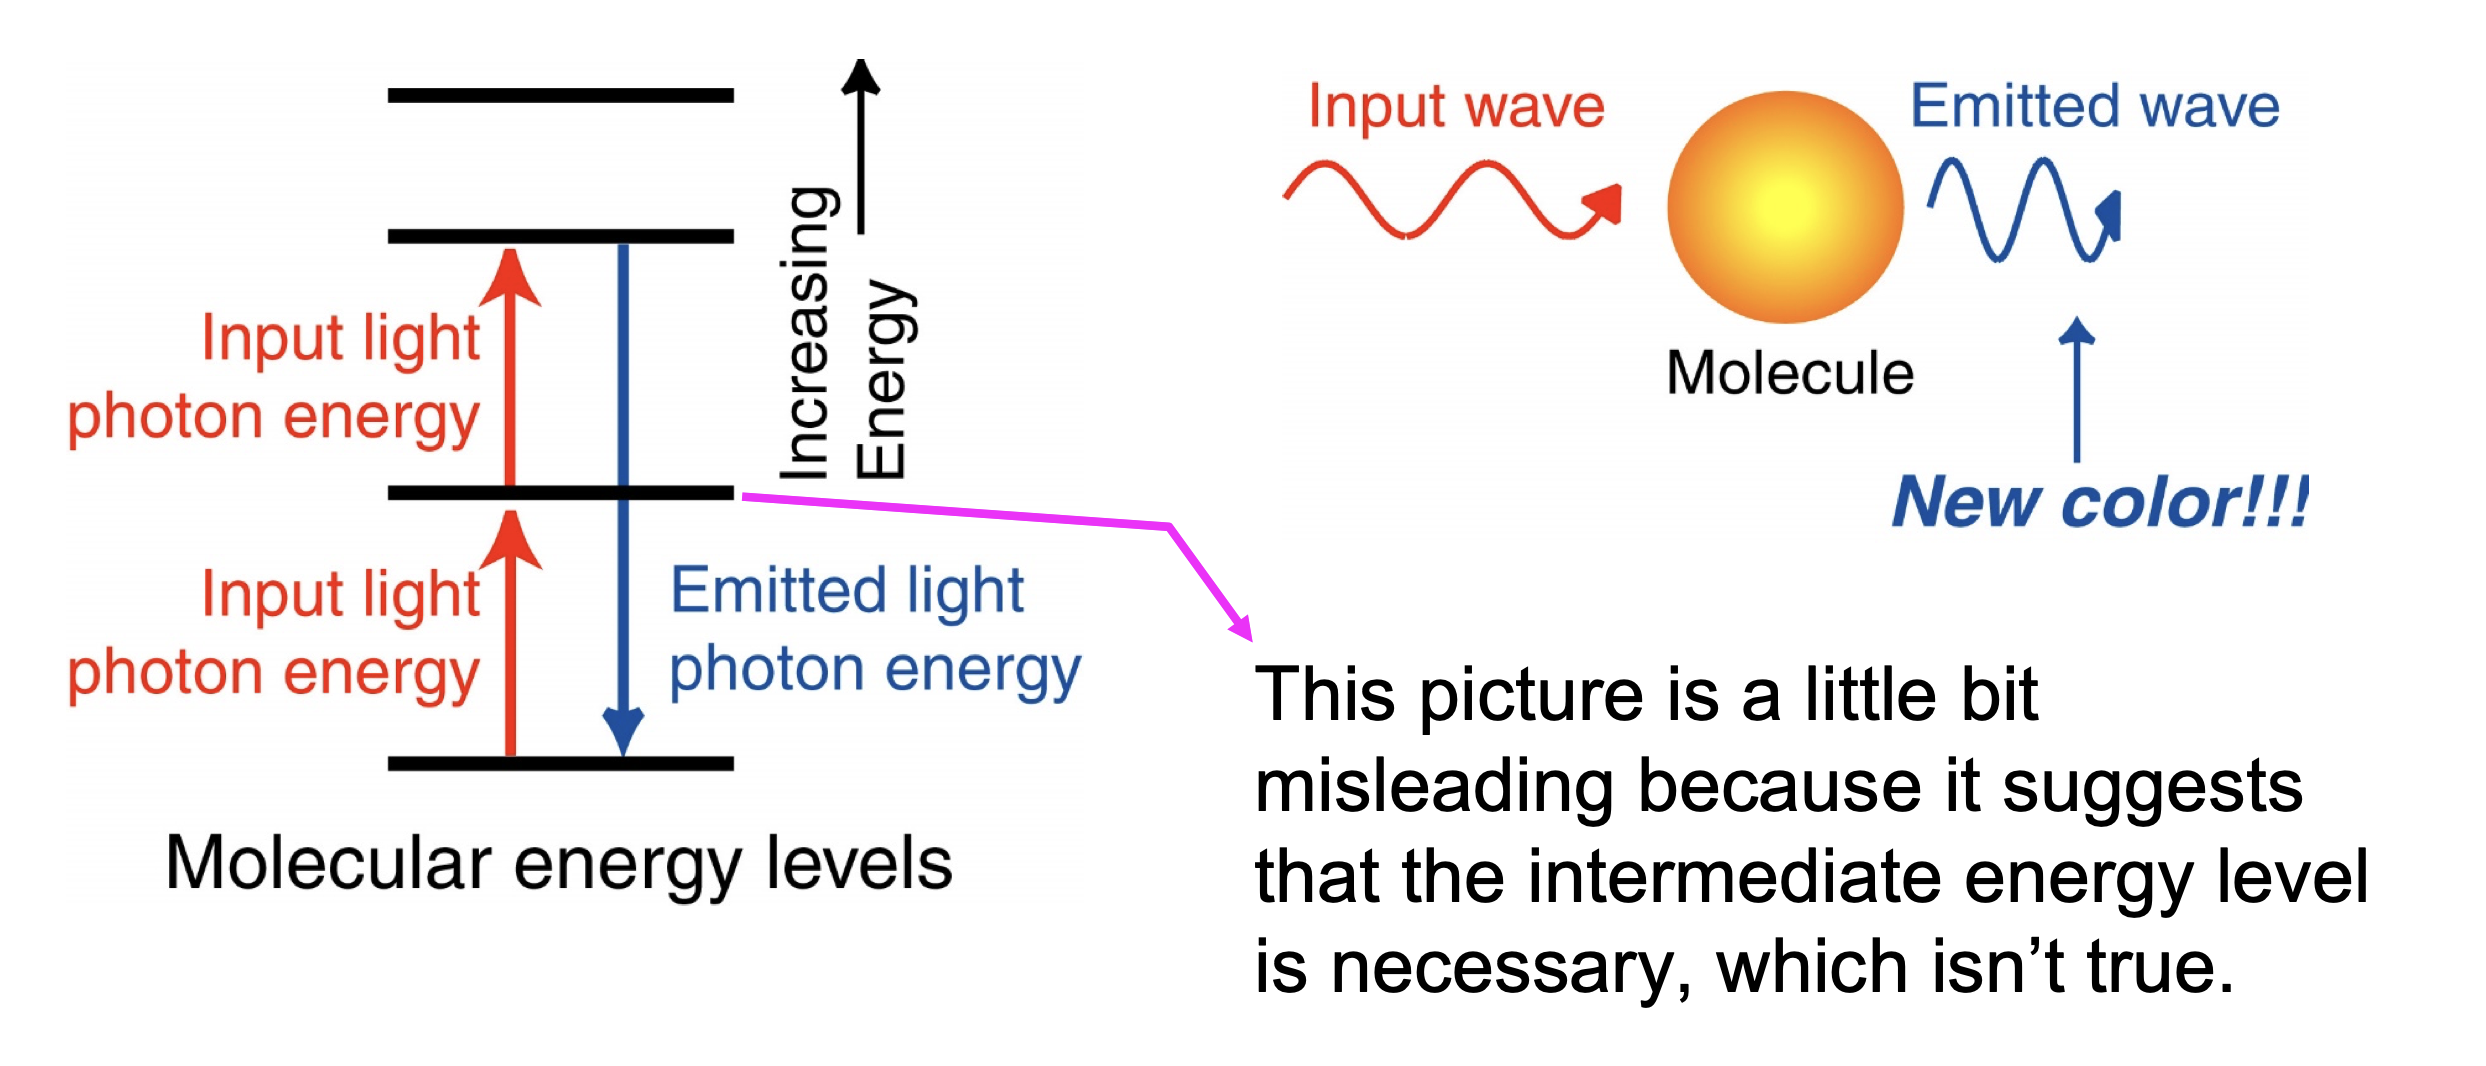 Input light
photon energy
Input light
photon energy
Increasing
Energy
Emitted light
photon energy
Molecular energy levels
Input wave
Emitted wave
Molecule
New color!!!
This picture is a little bit
misleading because it suggests
that the intermediate energy level
is necessary, which isn’t true.